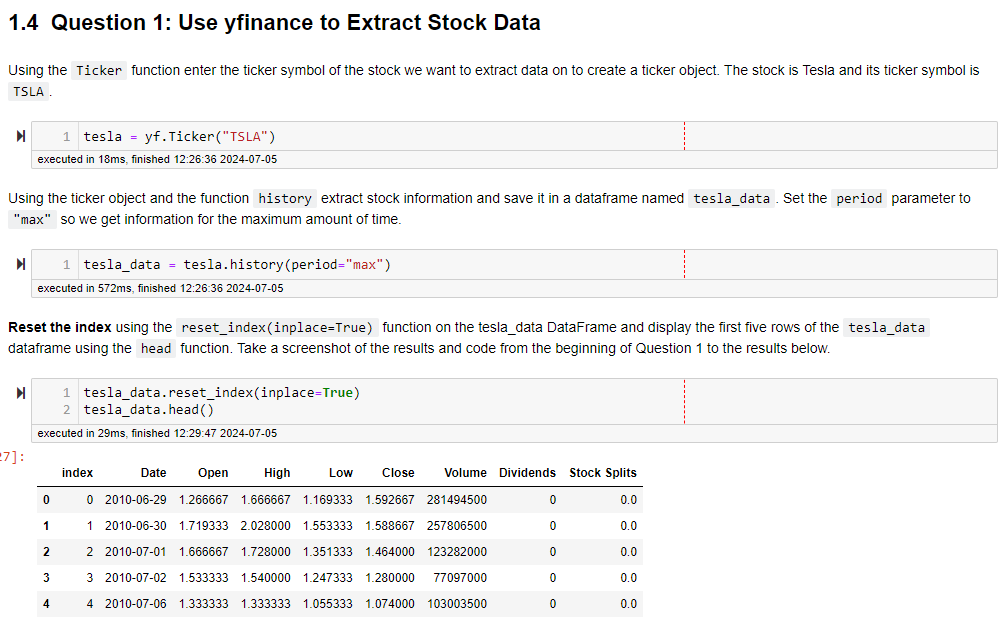 1.4 Question 1: Use yfinance to Extract Stock Data
Using the Ticker function enter the ticker symbol of the stock we want to extract data on to create a ticker object. The stock is Tesla and its ticker symbol is
TSLA .
1 tesla = yf.Ticker("TSLA")
executed in 18ms, finished 12:26:36 2024-07-05
Using the ticker object and the function history extract stock information and save it in a dataframe named tesla_data . Set the period parameter to
"max" so we get information for the maximum amount of time.
1 tesla_data = tesla.history(period="max")
executed in 572ms, finished 12:26:36 2024-07-05
Reset the index using the reset_index(inplace=True) function on the tesla_data DataFrame and display the first five rows of the tesla_data
dataframe using the head function. Take a screenshot of the results and code from the beginning of Question 1 to the results below.
1 tesla_data.reset_index(inplace=True)
2 tesla_data.head()
executed in 29ms, finished 12:29:47 2024-07-05
27]:
index Date Open High Low Close Volume Dividends Stock Splits
0 0 2010-06-29 1.266667 1.666667 1.169333 1.592667 281494500 0 0.0
1 1 2010-06-30 1.719333 2.028000 1.553333 1.588667 257806500 0 0.0
2 2 2010-07-01 1.666667 1.728000 1.351333 1.464000 123282000 0 0.0
3 3 2010-07-02 1.533333 1.540000 1.247333 1.280000 77097000 0 0.0
4 4 2010-07-06 1.333333 1.333333 1.055333 1.074000 103003500 0 0.0